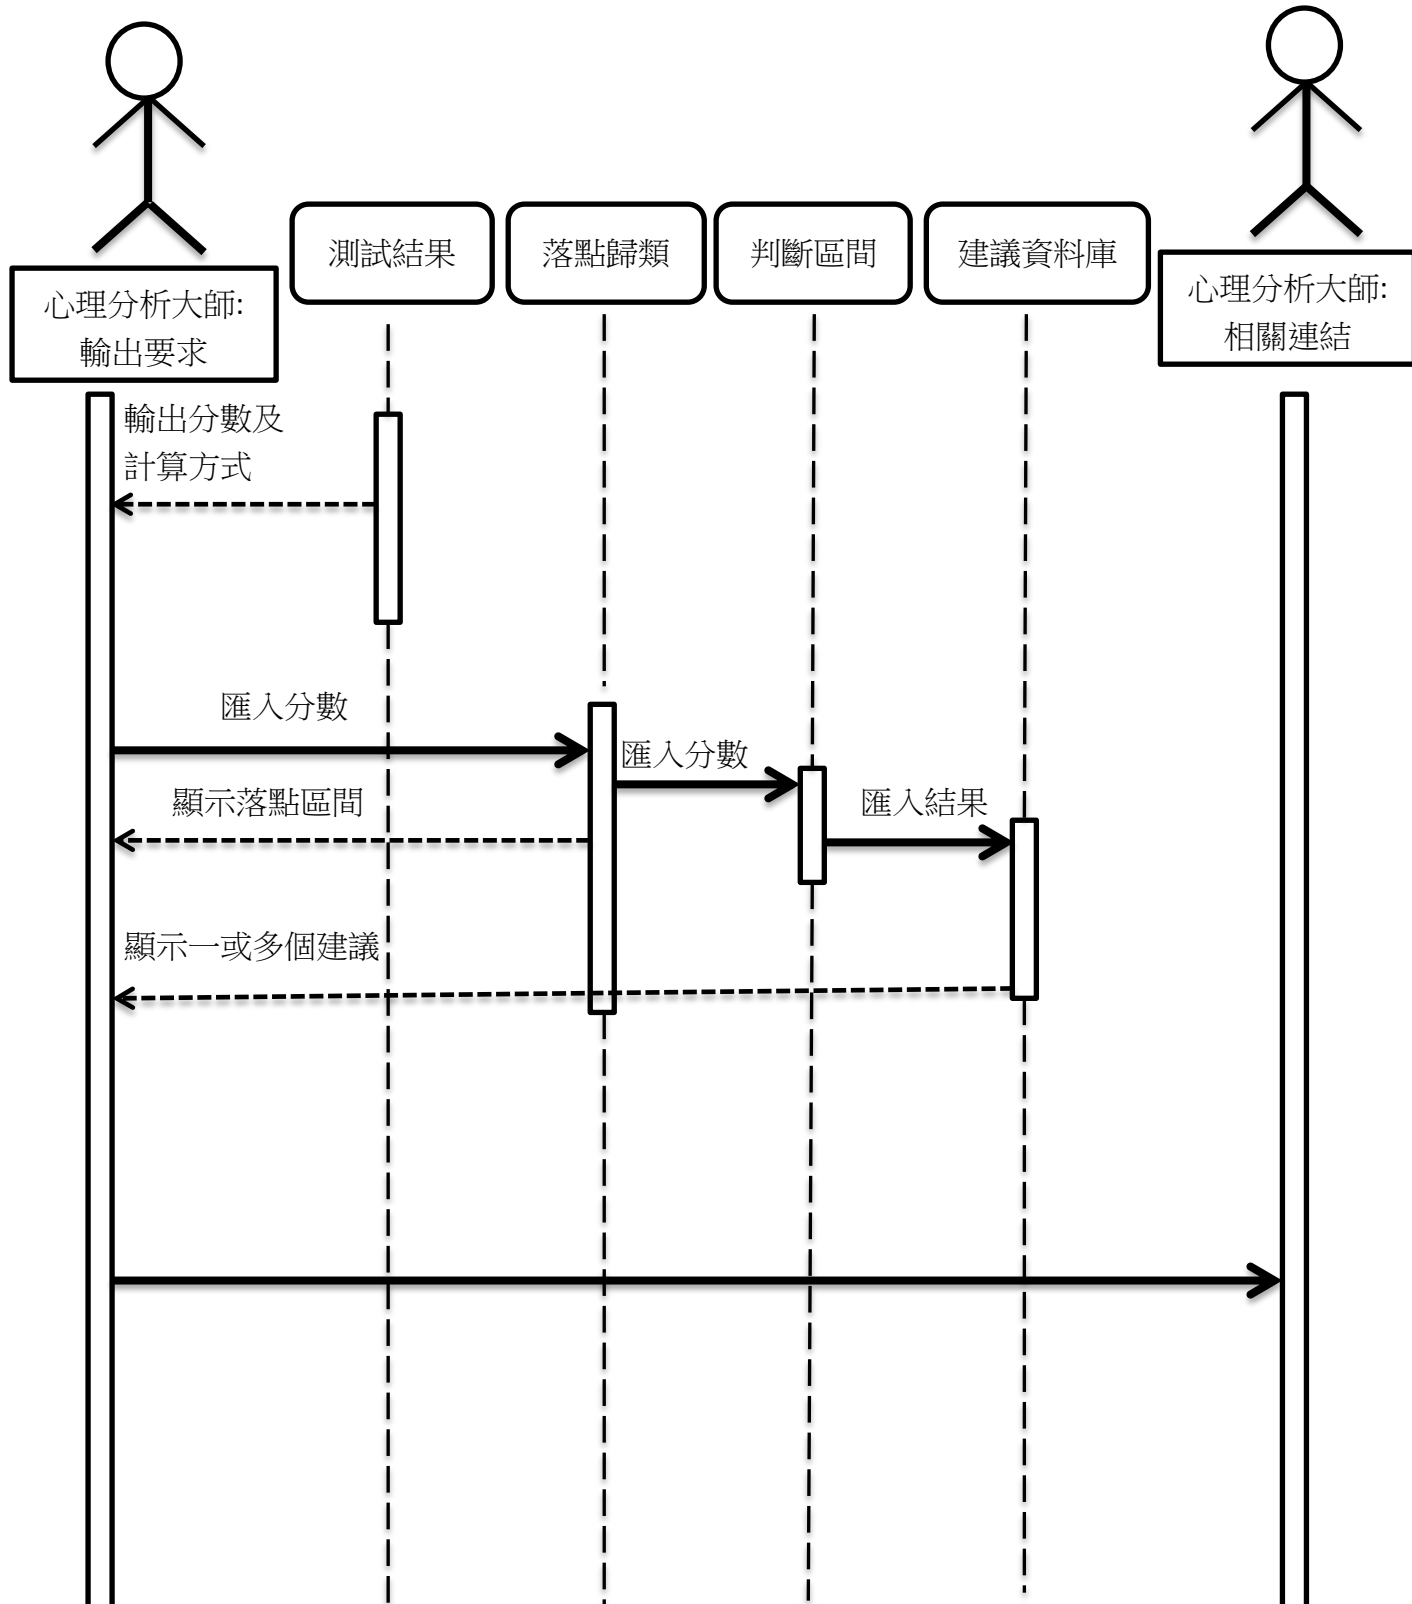 測試結果
落點歸類
判斷區間
建議資料庫
心理分析大師:
輸出要求
心理分析大師:
相關連結
輸出分數及
計算方式
匯入分數
匯入分數
顯示落點區間
匯入結果
顯示一或多個建議